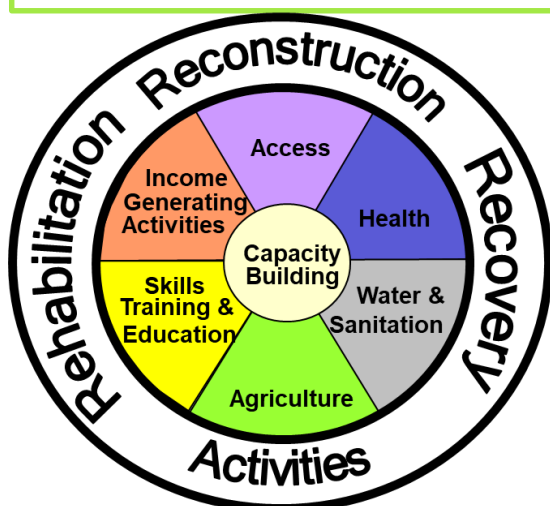 Rehabilitation Reconstruction Recovery
Activities
Access
Health
Water &
Sanitation
Agriculture
Skills
Training &
Education
Income
Generating
Activities
Capacity
Building